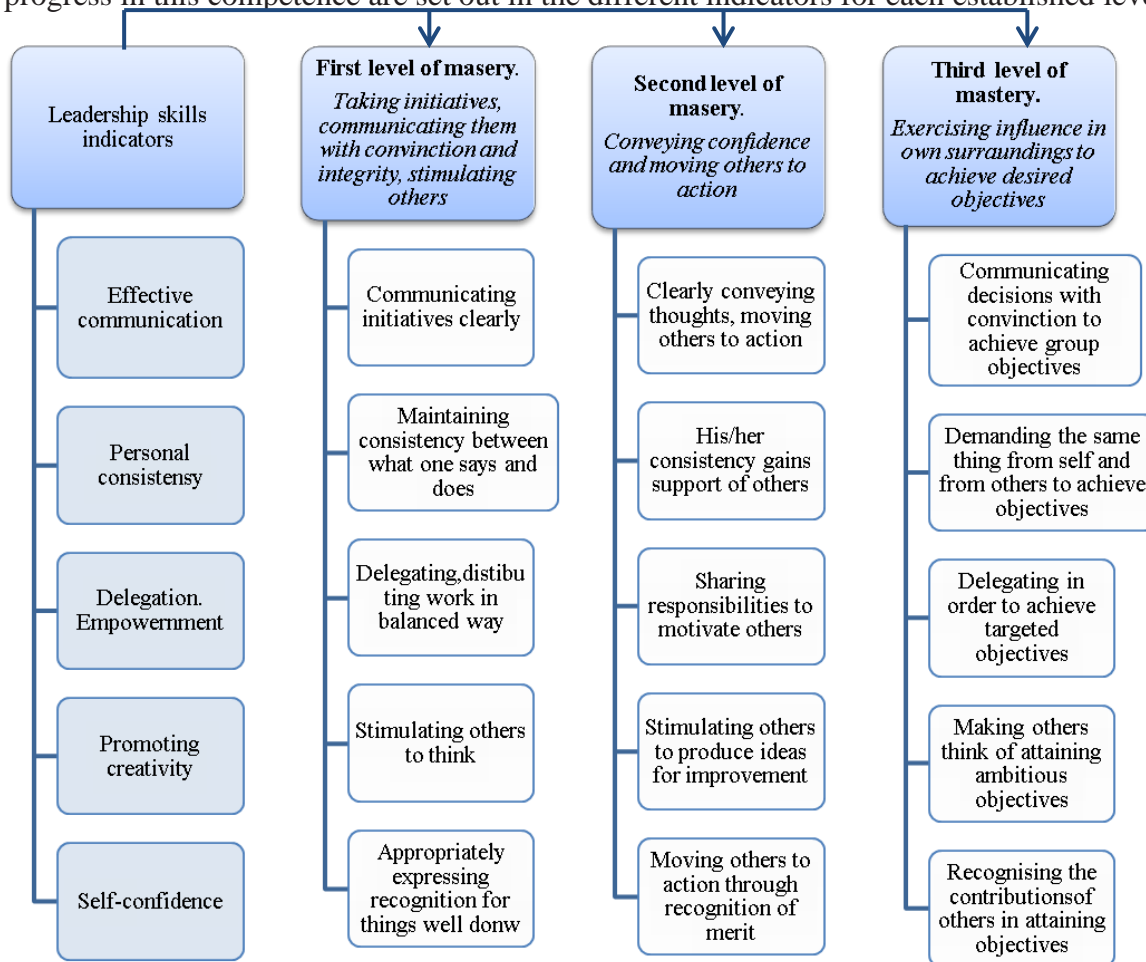 progress in this competence are set out in the different indicators for each established leve
Leadership skills
indicators
Effective
communication
Personal
consistensy
Delegation.
Empowernment
Promoting
creativity
Self-confidence
First level of masery.
Taking initiatives,
communicating them
with convinction and
integrity, stimulating
others
Communicating
initiatives clearly
Maintaining
consistency between
what one says and
does
Delegating,distibu
ting work in
balanced way
Stimulating others
to think
Appropriately
expressing
recognition for
things well donw
Second level of
masery.
Conveying confidence
and moving others to
action
Clearly conveying
thoughts, moving
others to action
His/her
consistency gains
support of others
Sharing
responsibilities to
motivate others
Stimulating others
to produce ideas
for improvement
Moving others to
action through
recognition of
merit
Third level of
mastery.
Exercising influence in
own surroundings to
achieve desired
objectives
Communicating
decisions with
convinction to
achieve group
objectives
Demanding the same
thing from self and
from others to achieve
objectives
Delegating in
order to achieve
targeted
objectives
Making others
think of attaining
ambitious
objectives
Recognising the
contributionsof
others in attaining
objectives